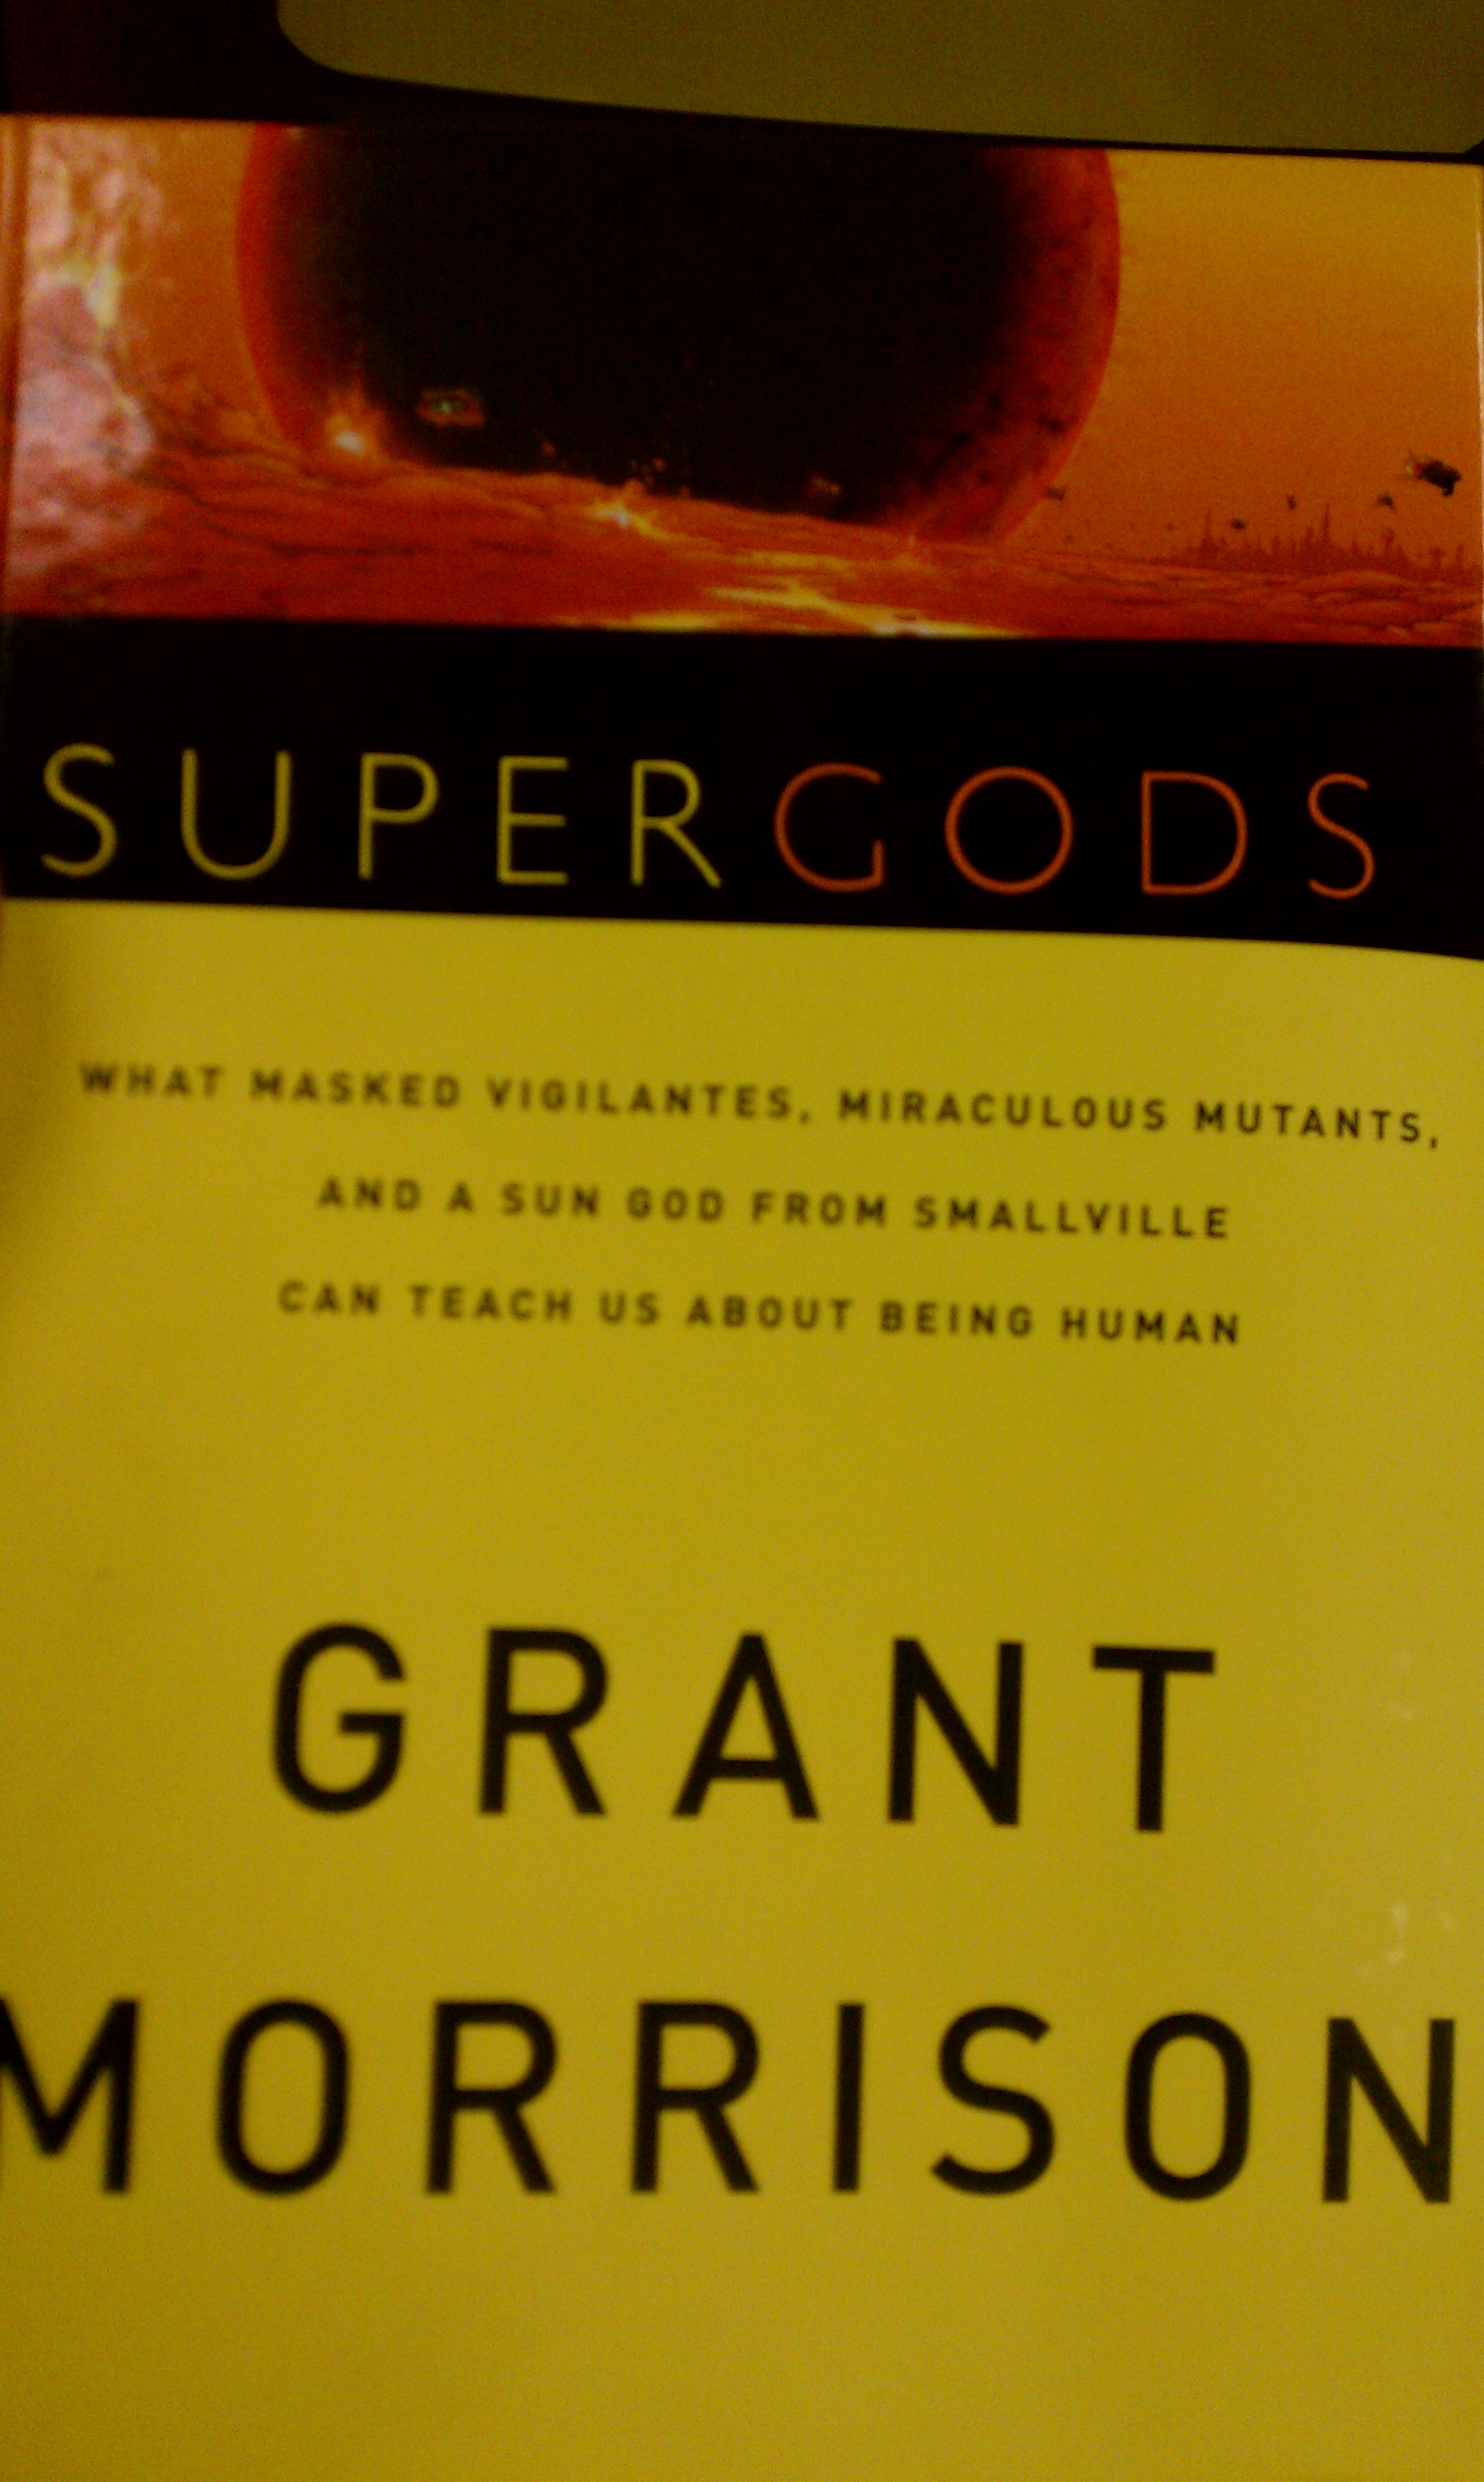 SUPERGODS
WHAT MASKED VIGILANTES, MIRACULOUS MUTANTS,
AND A SUN GOD FROM SMALLVILLE
CAN TEACH US ABOUT BEING HUMAN
GRANT
MORRISON